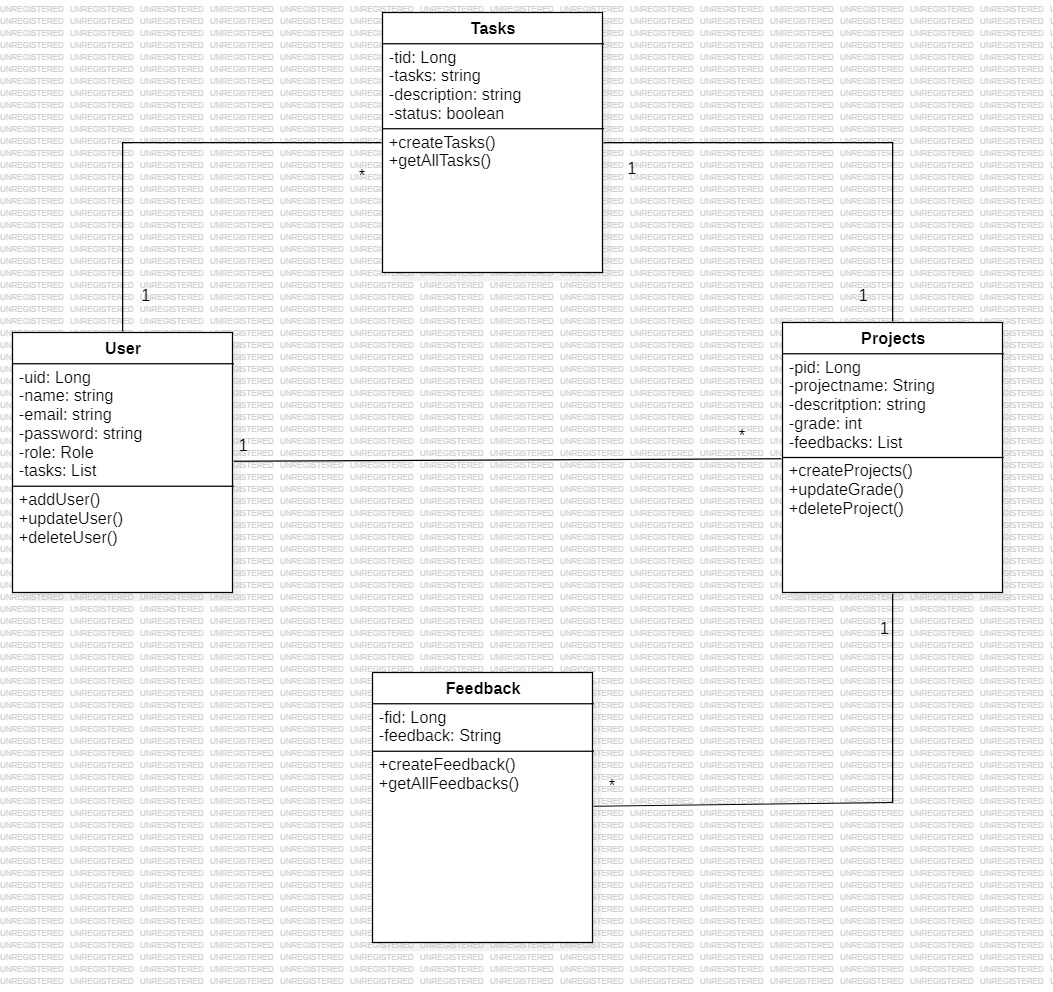 Tasks
-tid: Long
-tasks: string
-description: string
-status: boolean
+createTasks()
+getAllTasks()
*
1
1
1
User
-uid: Long
-name: string
-email: string
-password: string
-role: Role
-tasks: List
+addUser()
+updateUser()
+deleteUser()
1
*
Projects
-pid: Long
-projectname: String
-descritption: string
-grade: int
-feedbacks: List
+createProjects()
+updateGrade()
+deleteProject()
1
Feedback
-fid: Long
-feedback: String
+createFeedback()
+getAllFeedbacks()
*
UNREGISTERED